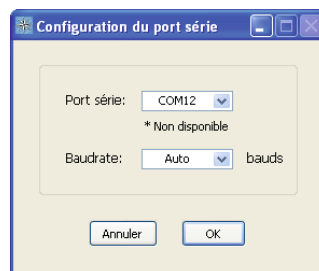 Configuration du port série
Port série: COM12
* Non disponible
Baudrate: Auto bauds
Annuler OK